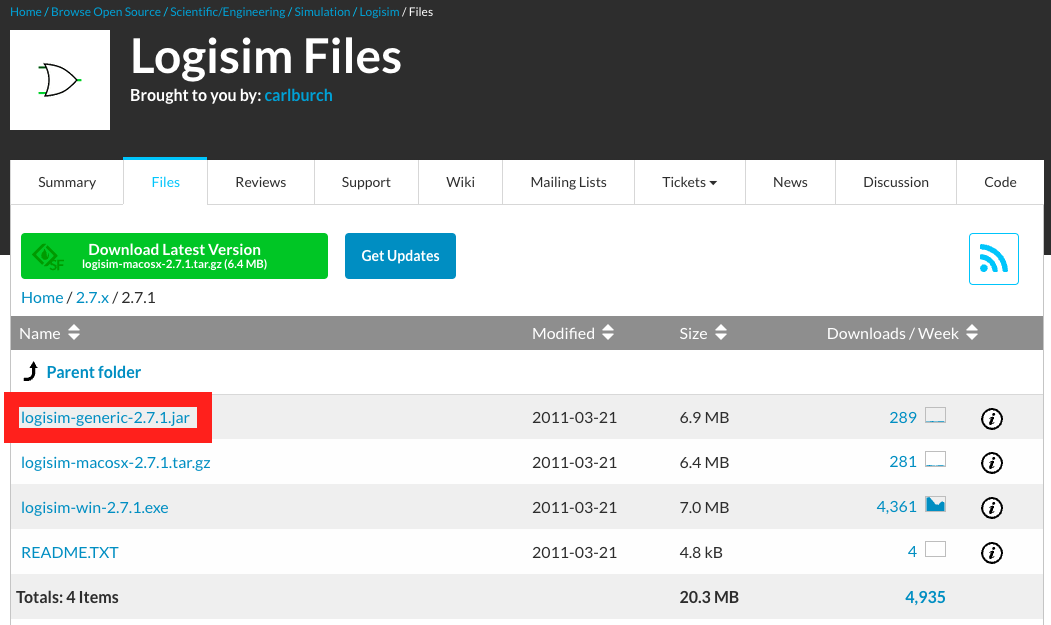 Home / Browse Open Source / Scientific/Engineering / Simulation / Logisim / Files
Logisim Files
Brought to you by: carlburch
Summary Files Reviews Support Wiki Mailing Lists Tickets News Discussion Code
Download Latest Version
logisim-macosx-2.7.1.tar.gz (6.4 MB)
SF
Get Updates
Home / 2.7.x / 2.7.1
Name Modified Size Downloads / Week
Parent folder
logisim-generic-2.7.1.jar 2011-03-21 6.9 MB 289 i
logisim-macosx-2.7.1.tar.gz 2011-03-21 6.4 MB 281 i
logisim-win-2.7.1.exe 2011-03-21 7.0 MB 4,361 i
README.TXT 2011-03-21 4.8 kB 4 i
Totals: 4 Items 20.3 MB 4,935